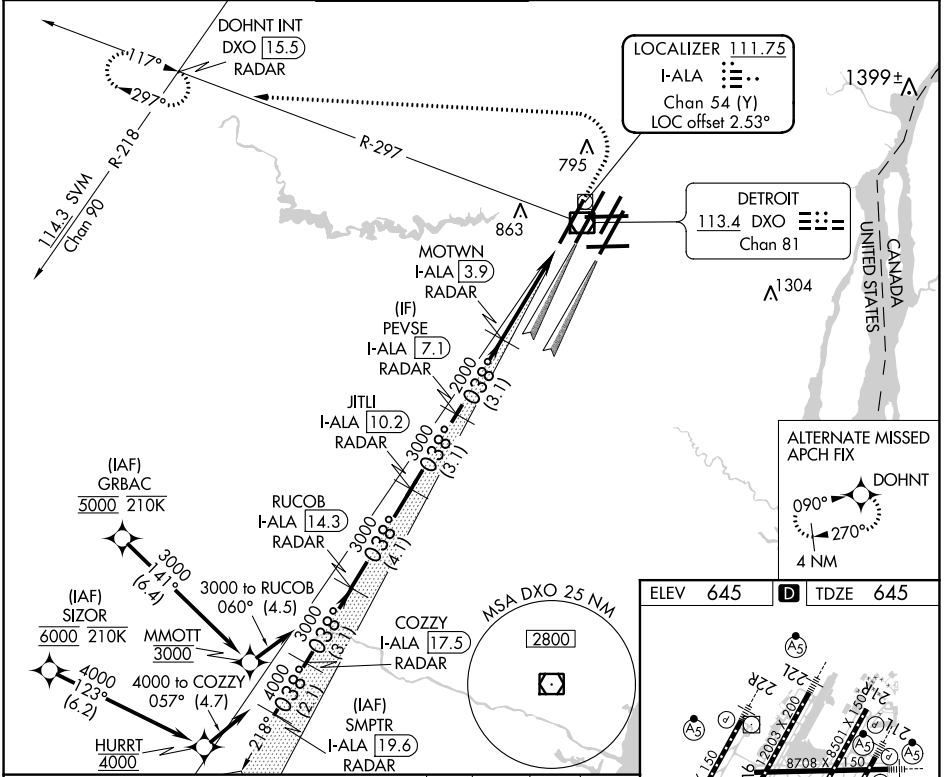 DOHNT INT
DXO 15.5
RADAR
117°
297°
R-218
114.3 SVM
Chan 90
R-297
LOCALIZER 111.75
I-ALA
Chan 54 (Y)
LOC offset 2.53°
1399±
795
863
DETROIT
113.4 DXO
Chan 81
1304
CANADA
UNITED STATES
MOTWN
I-ALA 3.9
RADAR
(IF)
PEVSE
I-ALA 7.1
RADAR
2000
038°
(3.1)
JITLI
I-ALA 10.2
RADAR
3000
038°
(3.1)
RUCOB
I-ALA 14.3
RADAR
3000
038°
(4.1)
(IAF)
GRBAC
5000 210K
3000
141°
(6.4)
3000 to RUCOB
060° (4.5)
MMOTT
3000
(IAF)
SIZOR
6000 210K
4000
123°
(6.2)
4000 to COZZY
057° (4.7)
HURRT
4000
3000
038°
(3.1)
COZZY
I-ALA 17.5
RADAR
4000
038°
(2.1)
218°
(IAF)
SMPTR
I-ALA 19.6
RADAR
MSA DXO 25 NM
2800
ALTERNATE MISSED
APCH FIX
DOHNT
090°
270°
4 NM
ELEV 645
D
TDZE 645
A5
22R
22L
12003 X 200
21R
8501 X 150
21L
P
A5
A5
A5
8708 X 150
150